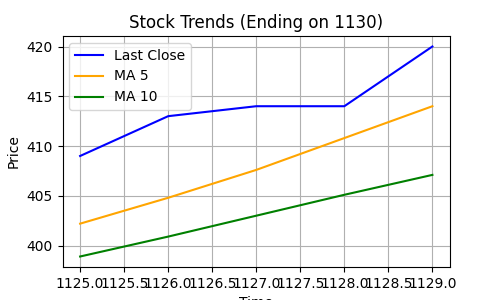 Stock Trends (Ending on 1130)
Last Close
MA 5
MA 10
Price
420
415
410
405
400
1125.0 1125.5 1126.0 1126.5 1127.0 1127.5 1128.0 1128.5 1129.0
Time